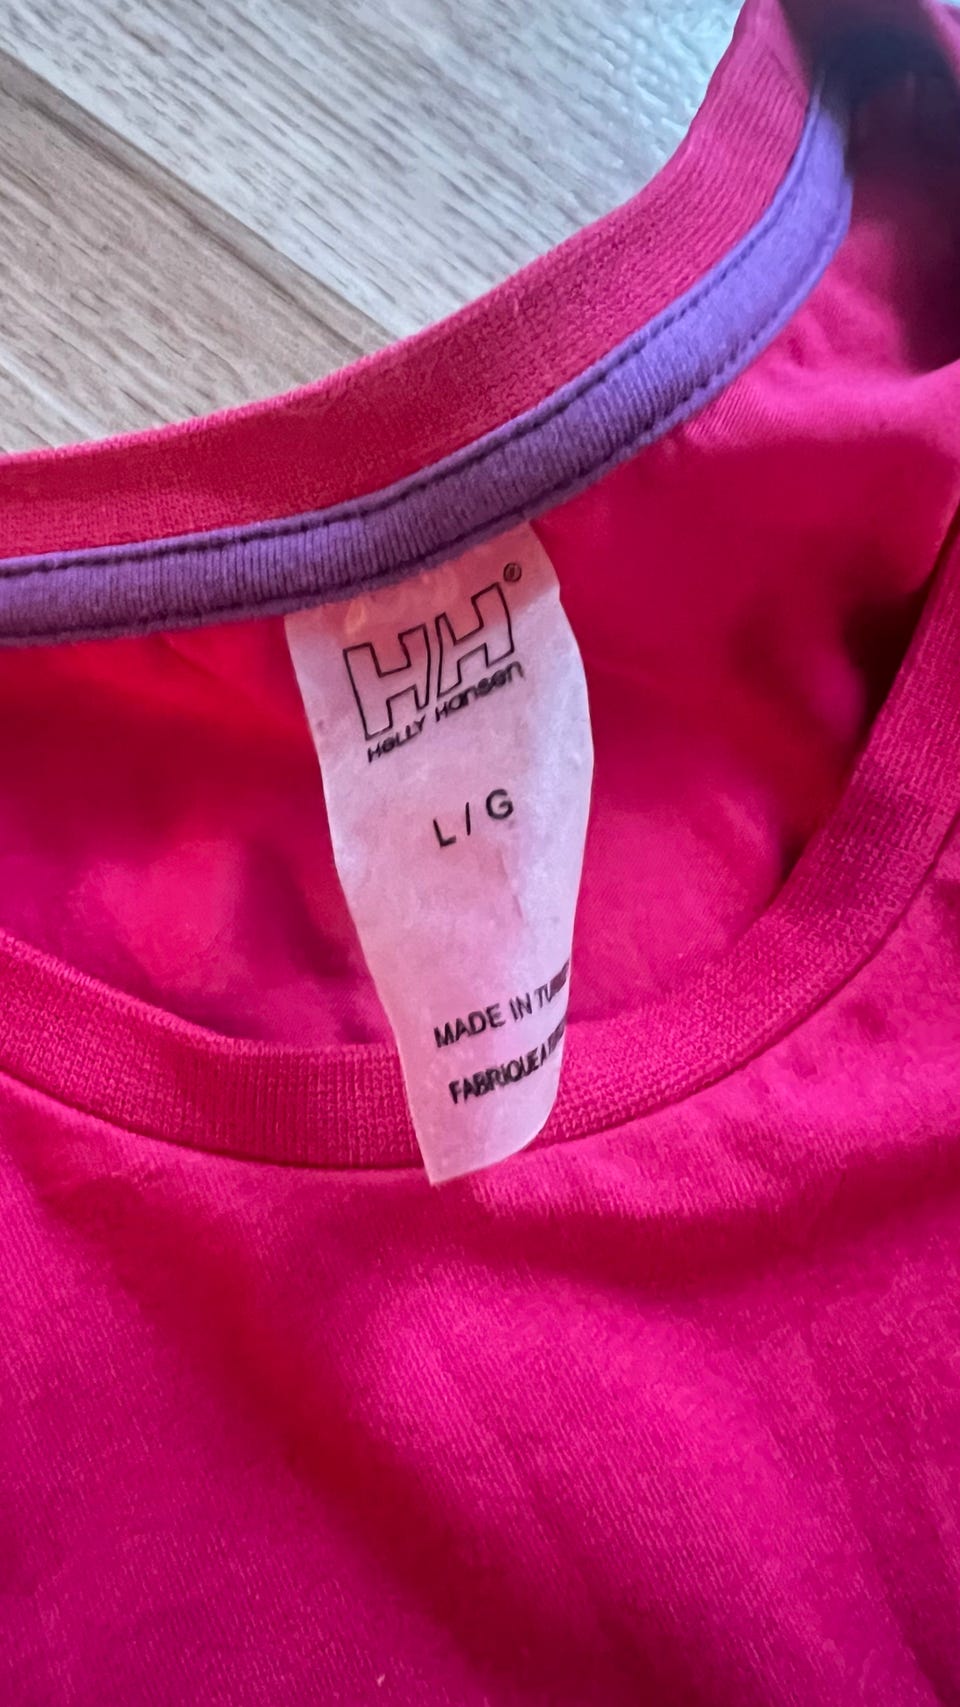 HH®
HELLY HANSEN
L / G
MADE IN
FABRIQUE A